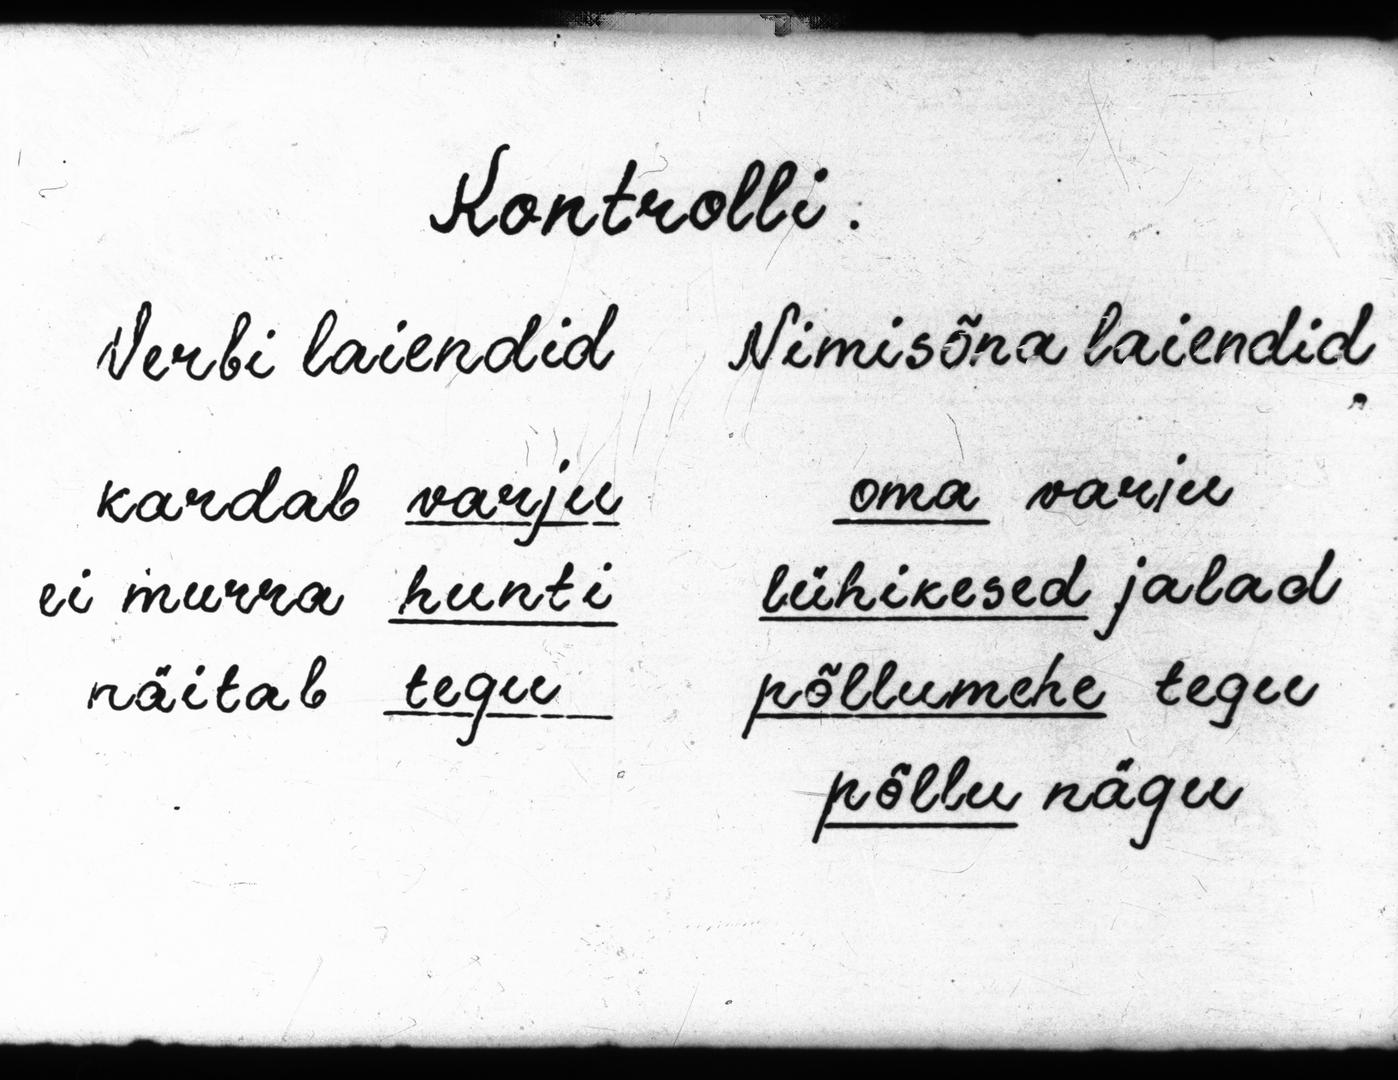 Kontrolli.
Verbi laiendid
kardab varju
ei murra hunti
näitab tegu
Nimisõna laiendid
oma varju
lühikesed jalad
põllumehe tegu
põllu nägu